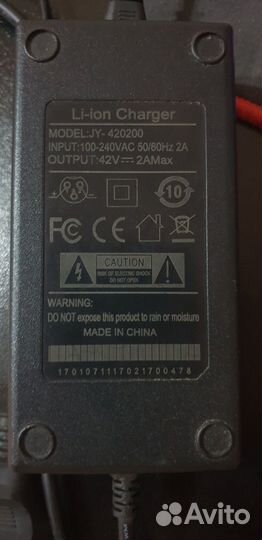 Li-ion Charger
MODEL:JY- 420200
INPUT:100-240VAC 50/60Hz 2A
OUTPUT:42V⎓ 2AMax
10
FC CE
CAUTION
RISK OF ELECTRIC SHOCK
DO NOT OPEN
WARNING:
DO NOT expose this product to rain or moisture
MADE IN CHINA
1701071117021700478
Avito